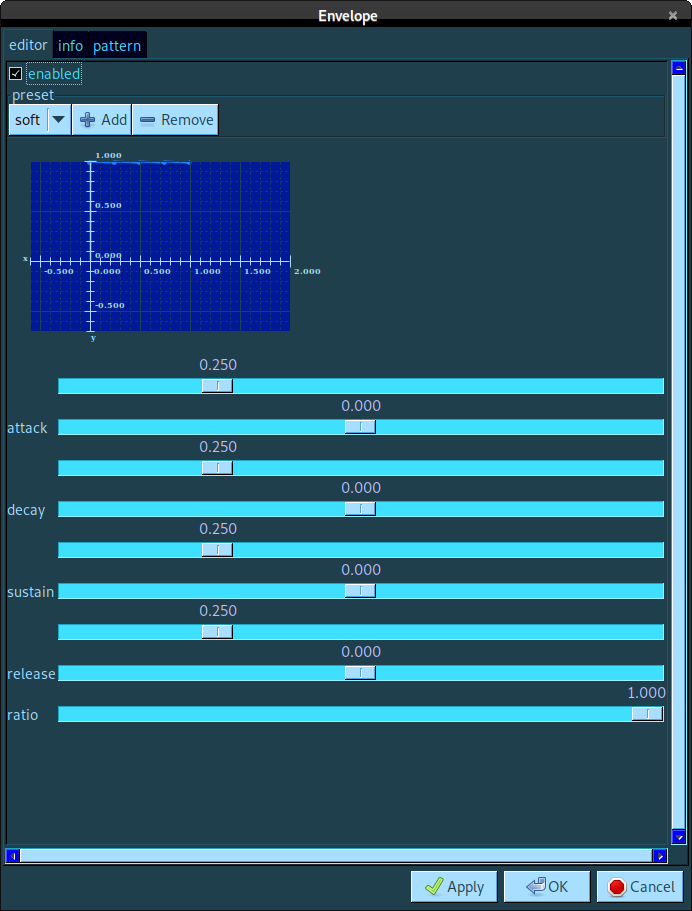 Envelope
editor info pattern
enabled
preset
soft Add Remove
1.000
0.500
x 0.000
-0.500 -0.000 0.500 1.000 1.500 2.000
-0.500
y
0.250
0.000
attack
0.250
0.000
decay
0.250
0.000
sustain
0.250
0.000
release
1.000
ratio
Apply OK Cancel